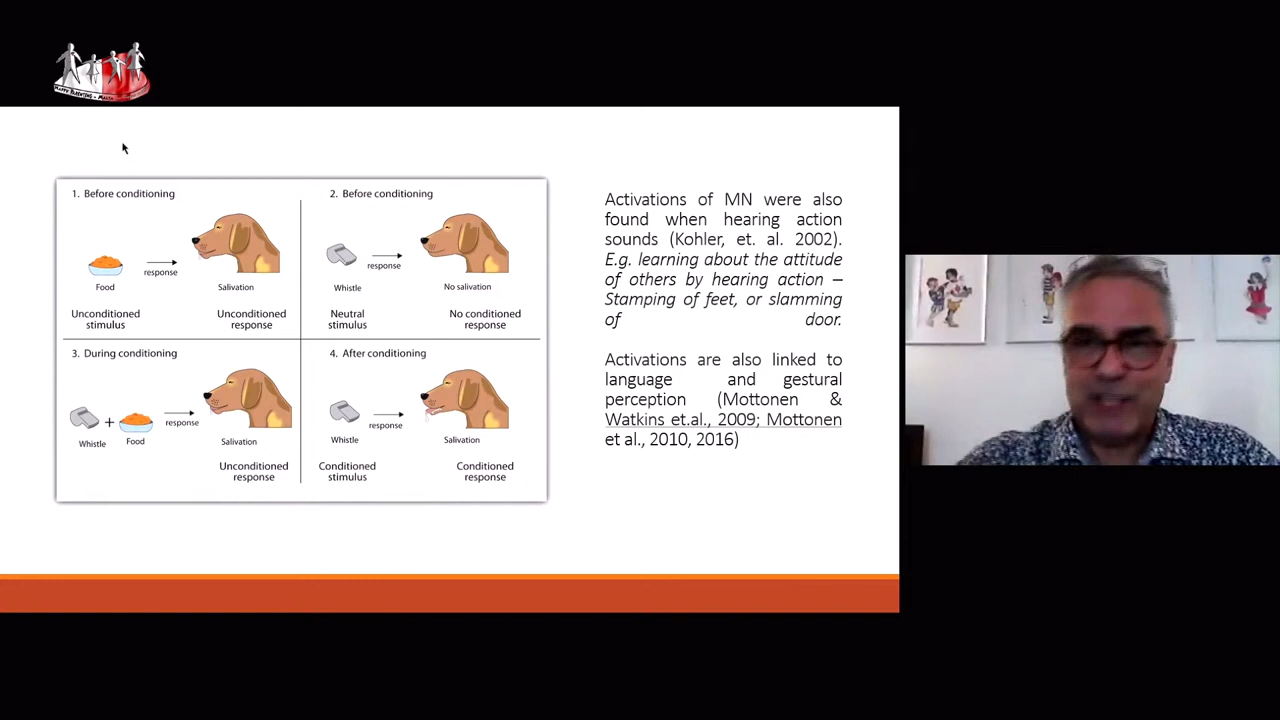 HAPPY PARENTING - MALTA
1. Before conditioning
response
Food
Salivation
Unconditioned
stimulus
Unconditioned
response
2. Before conditioning
response
Whistle
No salivation
Neutral
stimulus
No conditioned
response
3. During conditioning
response
Whistle
Food
Salivation
Unconditioned
response
4. After conditioning
response
Whistle
Salivation
Conditioned
stimulus
Conditioned
response
Activations of MN were also
found when hearing action
sounds (Kohler, et. al. 2002).
E.g. learning about the attitude
of others by hearing action –
Stamping of feet, or slamming
of door.
Activations are also linked to
language and gestural
perception (Mottonen &
Watkins et.al., 2009; Mottonen
et al., 2010, 2016)